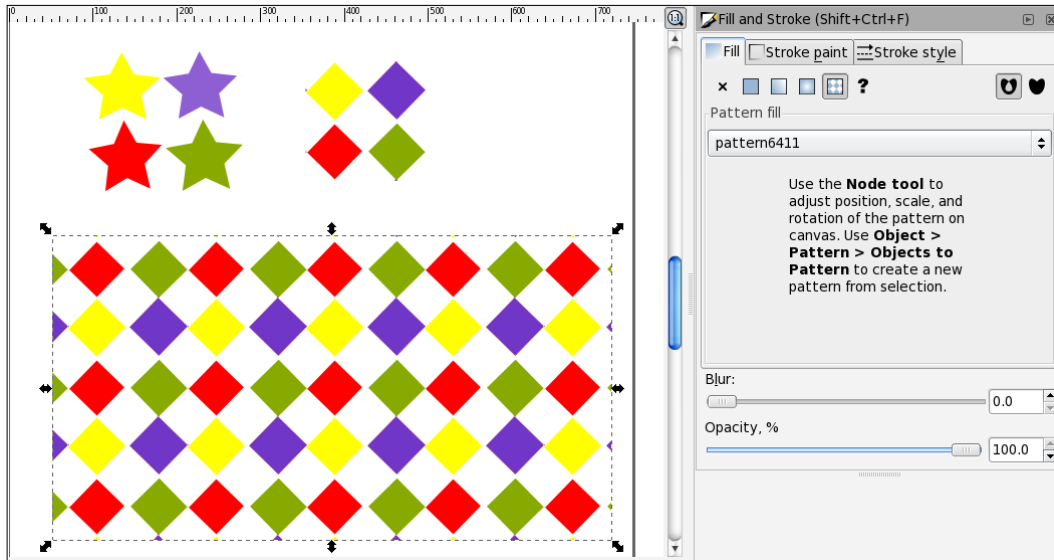 0 100 200 300 400 500 600 700
Fill and Stroke (Shift+Ctrl+F)
Fill Stroke paint Stroke style
?
Pattern fill
pattern6411
Use the Node tool to
adjust position, scale, and
rotation of the pattern on
canvas. Use Object >
Pattern > Objects to
Pattern to create a new
pattern from selection.
Blur:
0.0
Opacity, %
100.0